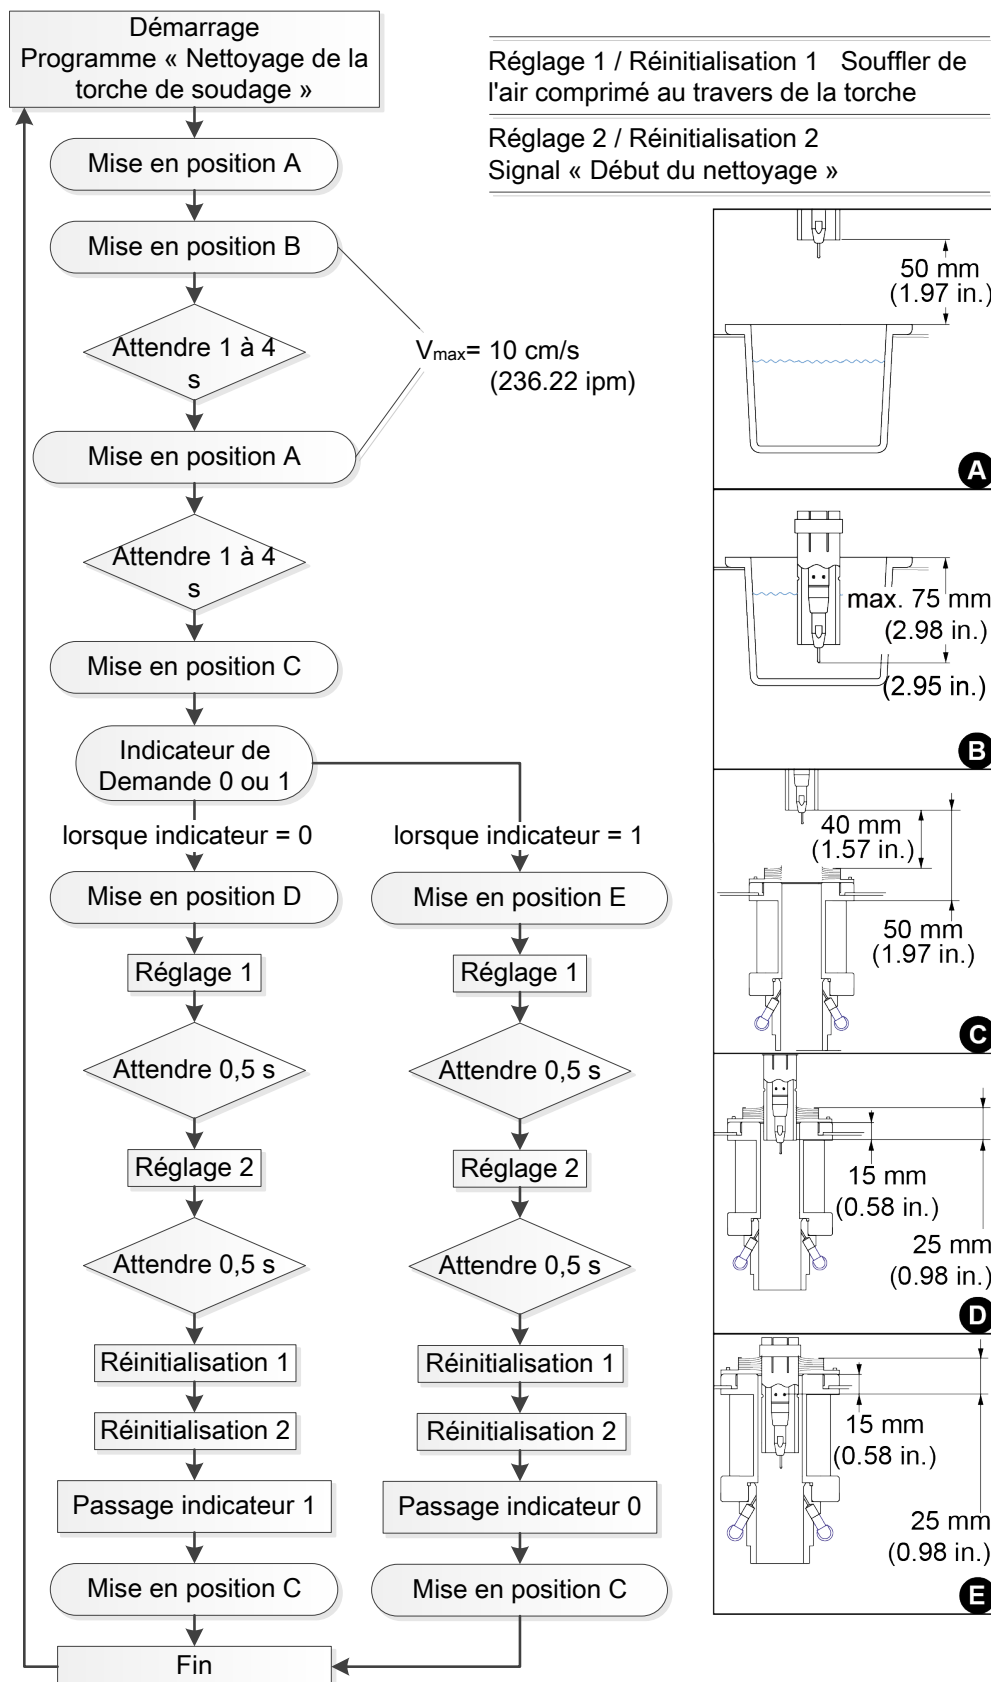 Démarrage
Programme « Nettoyage de la
torche de soudage »
Réglage 1 / Réinitialisation 1 Souffler de
l'air comprimé au travers de la torche
Réglage 2 / Réinitialisation 2
Signal « Début du nettoyage »
Mise en position A
Mise en position B
Attendre 1 à 4
s
Vmax= 10 cm/s
(236.22 ipm)
Mise en position A
Attendre 1 à 4
s
Mise en position C
Indicateur de
Demande 0 ou 1
lorsque indicateur = 0
lorsque indicateur = 1
Mise en position D
Mise en position E
Réglage 1
Réglage 1
Attendre 0,5 s
Attendre 0,5 s
Réglage 2
Réglage 2
Attendre 0,5 s
Attendre 0,5 s
Réinitialisation 1
Réinitialisation 1
Réinitialisation 2
Réinitialisation 2
Passage indicateur 1
Passage indicateur 0
Mise en position C
Mise en position C
Fin
50 mm
(1.97 in.)
A
max. 75 mm
(2.98 in.)
(2.95 in.)
B
40 mm
(1.57 in.)
50 mm
(1.97 in.)
C
15 mm
(0.58 in.)
25 mm
(0.98 in.)
D
15 mm
(0.58 in.)
25 mm
(0.98 in.)
E